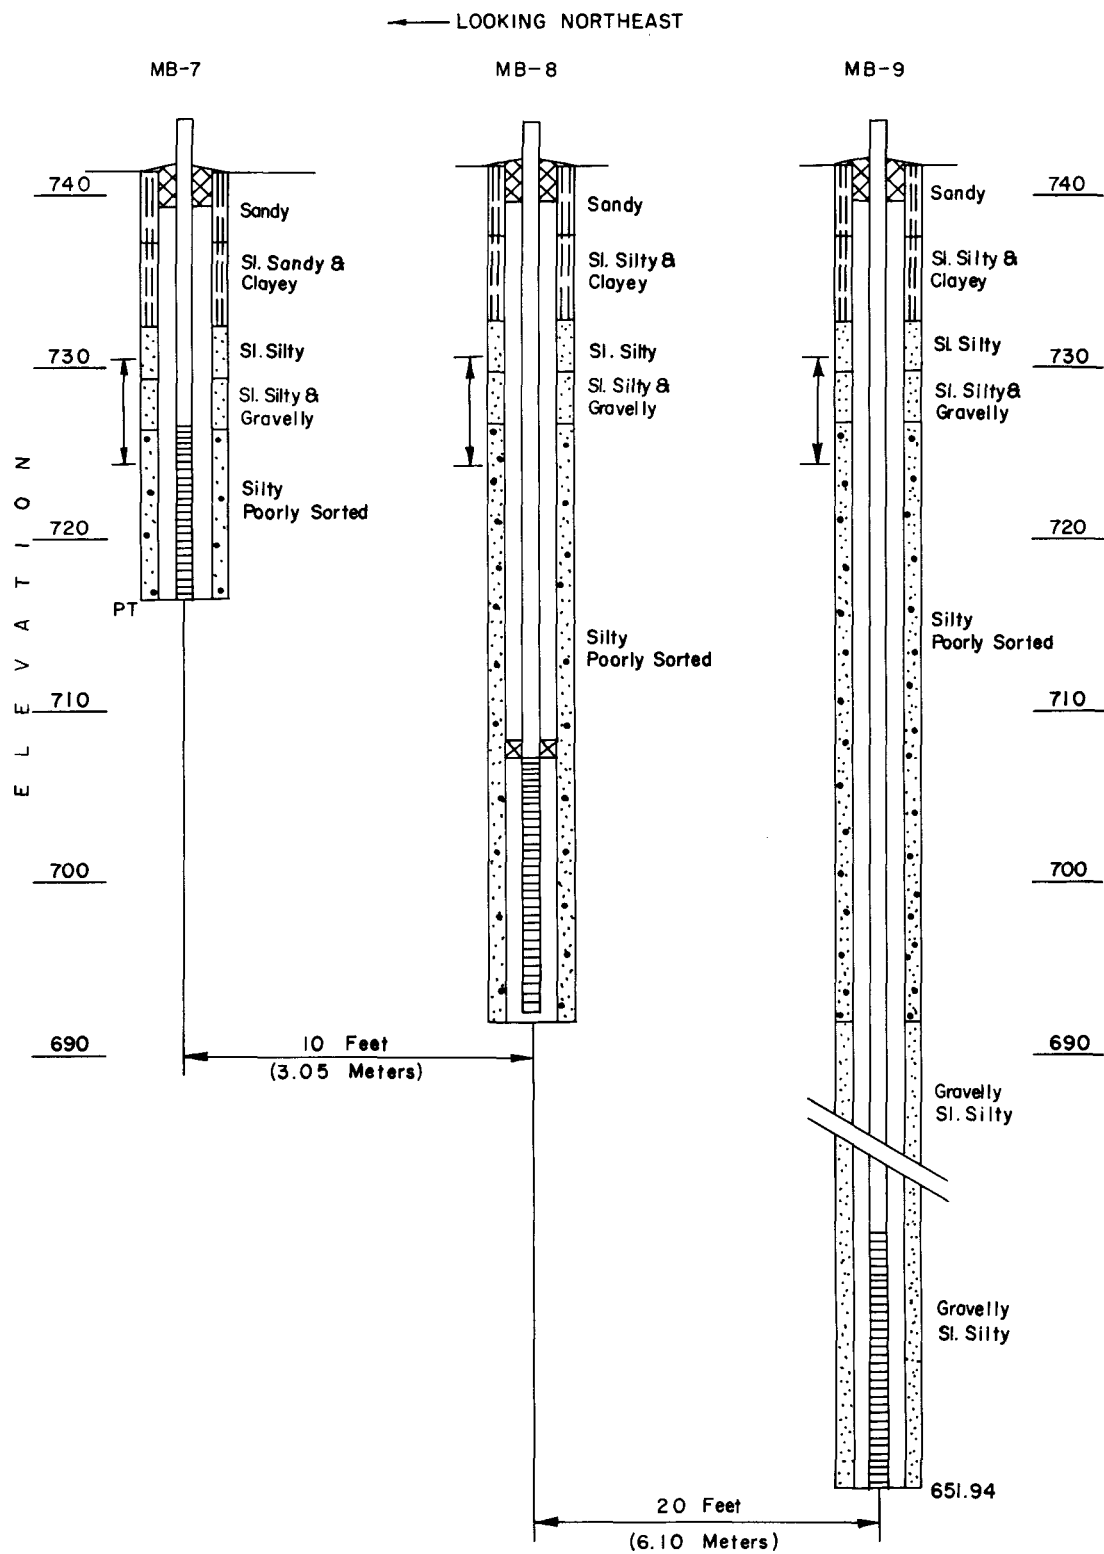 LOOKING NORTHEAST
MB-7
MB-8
MB-9
740
Sandy
Sl. Sandy &
Clayey
730
Sl. Silty
Sl. Silty &
Gravelly
720
Silty
Poorly Sorted
PT
710
700
690
ELEVATION
Sandy
Sl. Silty &
Clayey
Sl. Silty
Sl. Silty &
Gravelly
Silty
Poorly Sorted
740
Sandy
Sl. Silty &
Clayey
730
Sl. Silty
Sl. Silty &
Gravelly
720
Silty
Poorly Sorted
710
700
690
Gravelly
Sl. Silty
Gravelly
Sl. Silty
651.94
10 Feet
(3.05 Meters)
20 Feet
(6.10 Meters)